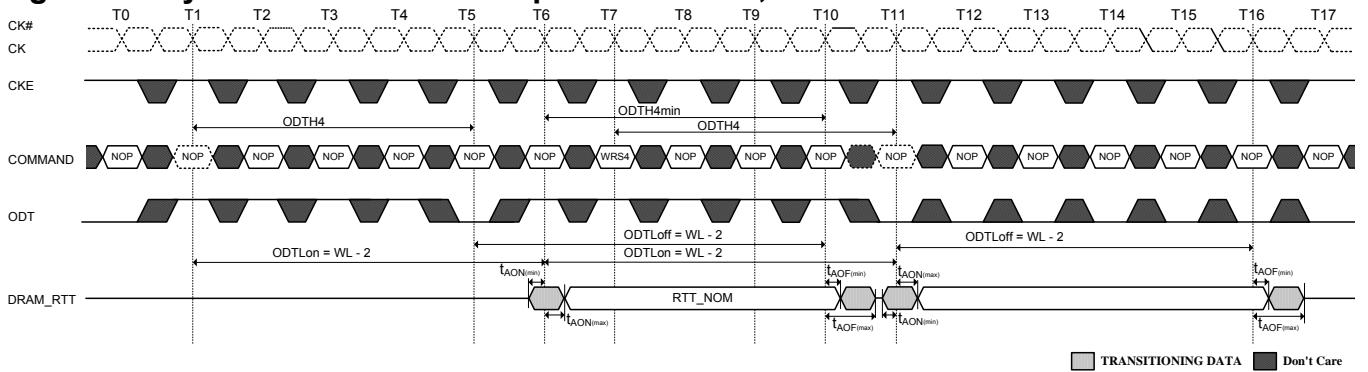 T0 T1 T2 T3 T4 T5 T6 T7 T8 T9 T10 T11 T12 T13 T14 T15 T16 T17
CK#
CK
CKE
ODTH4min
ODTH4
ODTH4
COMMAND
NOP NOP NOP NOP NOP NOP NOP WRS4 NOP NOP NOP NOP NOP NOP NOP NOP NOP NOP
ODT
ODTLoff = WL - 2
ODTLoff = WL - 2
ODTLon = WL - 2
ODTLon = WL - 2
tAON(min)
tAOF(min)
tAON(max)
tAOF(min)
DRAM_RTT
RTT_NOM
tAON(max)
tAOF(max)
tAON(min)
tAOF(max)
TRANSITIONING DATA
Don't Care